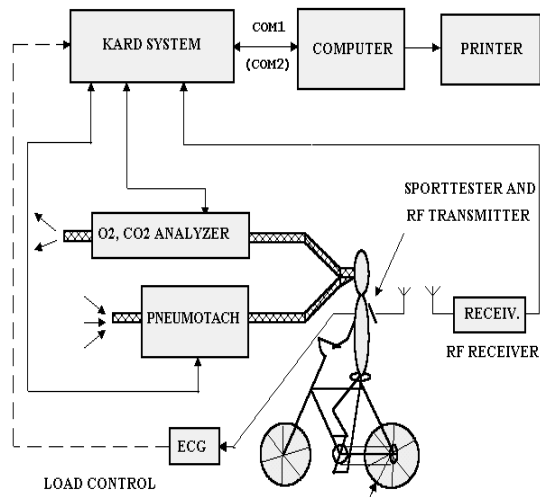 KARD SYSTEM
COM1
(COM2)
COMPUTER
PRINTER
SPORTTESTER AND
RF TRANSMITTER
O2, CO2 ANALYZER
PNEUMOTACH
RECEIV.
RF RECEIVER
ECG
LOAD CONTROL